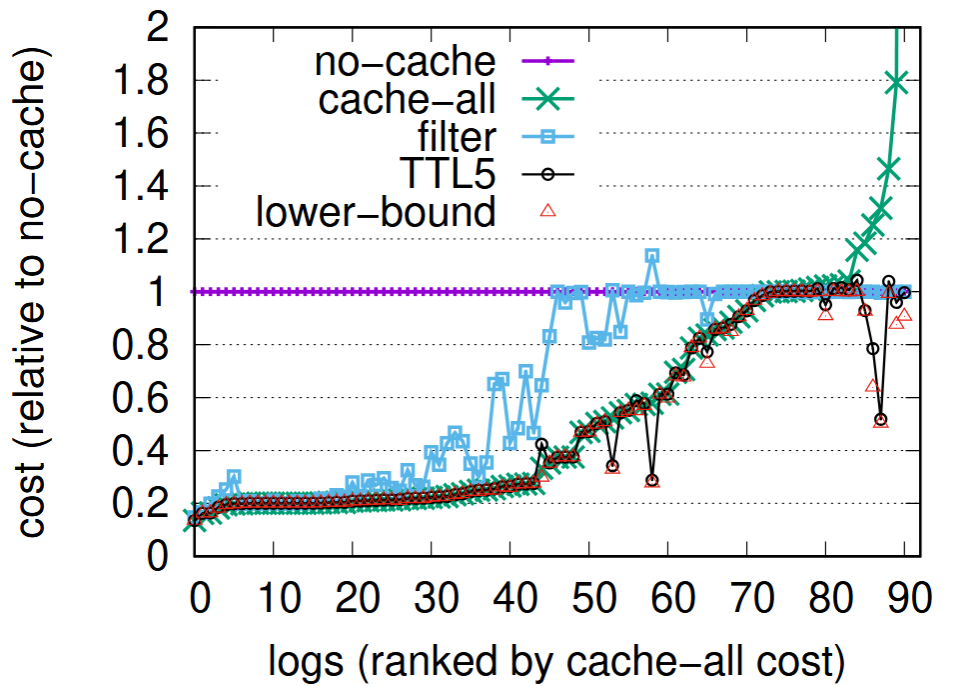 cost (relative to no−cache)
2
1.8
1.6
1.4
1.2
1
0.8
0.6
0.4
0.2
0
no−cache
cache−all
filter
TTL5
lower−bound
0 10 20 30 40 50 60 70 80 90
logs (ranked by cache−all cost)